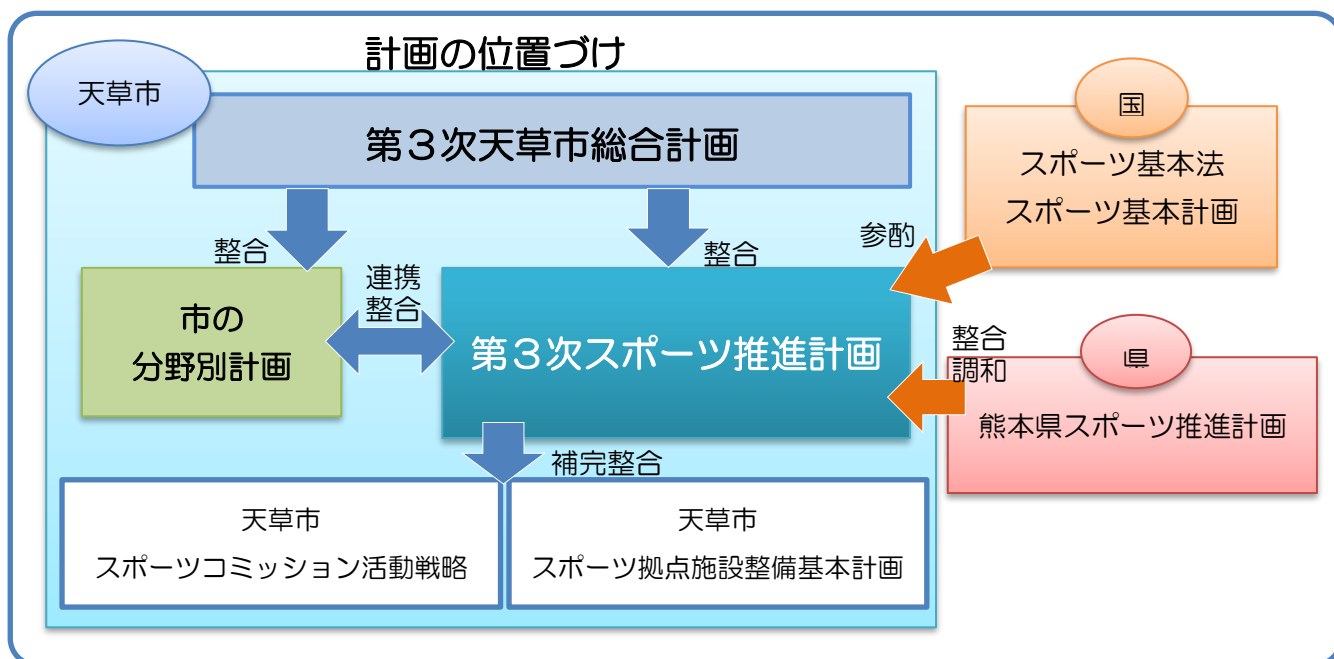 計画の位置づけ
天草市
第３次天草市総合計画
国
スポーツ基本法
スポーツ基本計画
整合
整合
参酌
連携
整合
市の
分野別計画
第３次スポーツ推進計画
整合
調和
県
熊本県スポーツ推進計画
補完整合
天草市
スポーツコミッション活動戦略
天草市
スポーツ拠点施設整備基本計画